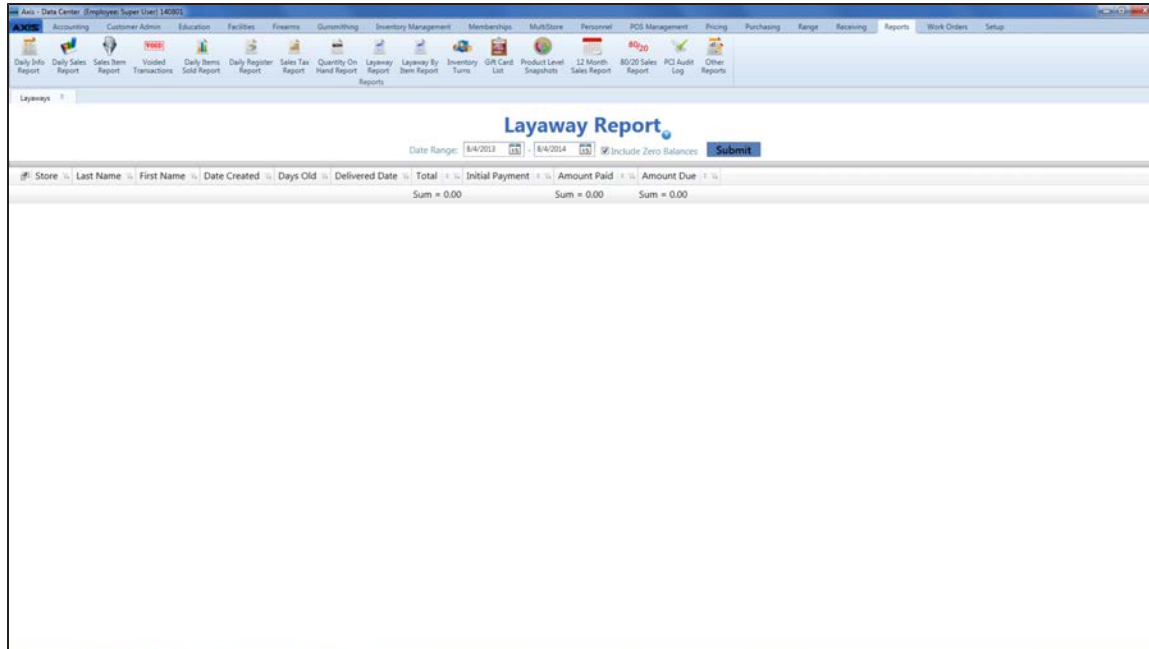 Axis - Data Center (Employee: Super User) 140801
AXIS Accounting Customer Admin Education Facilities Firearms Gunsmithing Inventory Management Memberships MultiStore Personnel POS Management Pricing Purchasing Range Receiving Reports Work Orders Setup
VOID 80/20
Daily Info Daily Sales Sales Item Voided Daily Items Daily Register Sales Tax Quantity On Layaway Layaway By Inventory Gift Card Product Level 12 Month 80/20 Sales PCI Audit Other
Report Report Report Transactions Sold Report Report Report Hand Report Report Item Report Turns List Snapshots Sales Report Report Log Reports
Reports
Layaways
Layaway Report
Date Range: 8/4/2013 15 - 8/4/2014 15 Include Zero Balances Submit
Store Last Name First Name Date Created Days Old Delivered Date Total Initial Payment Amount Paid Amount Due
Sum = 0.00 Sum = 0.00 Sum = 0.00